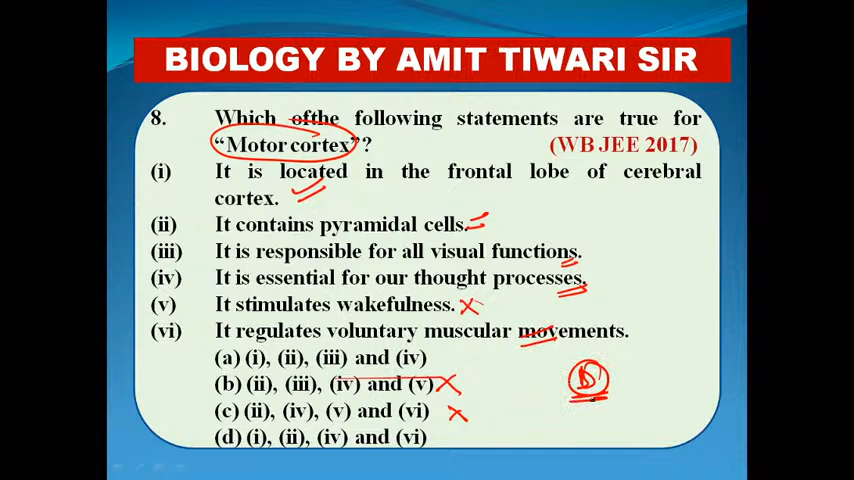 BIOLOGY BY AMIT TIWARI SIR
8. Which ofthe following statements are true for
“Motor cortex”? (WB JEE 2017)
(i) It is located in the frontal lobe of cerebral
cortex.
(ii) It contains pyramidal cells.
(iii) It is responsible for all visual functions.
(iv) It is essential for our thought processes.
(v) It stimulates wakefulness.
(vi) It regulates voluntary muscular movements.
(a) (i), (ii), (iii) and (iv)
(b) (ii), (iii), (iv) and (v)
(c) (ii), (iv), (v) and (vi)
(d) (i), (ii), (iv) and (vi)